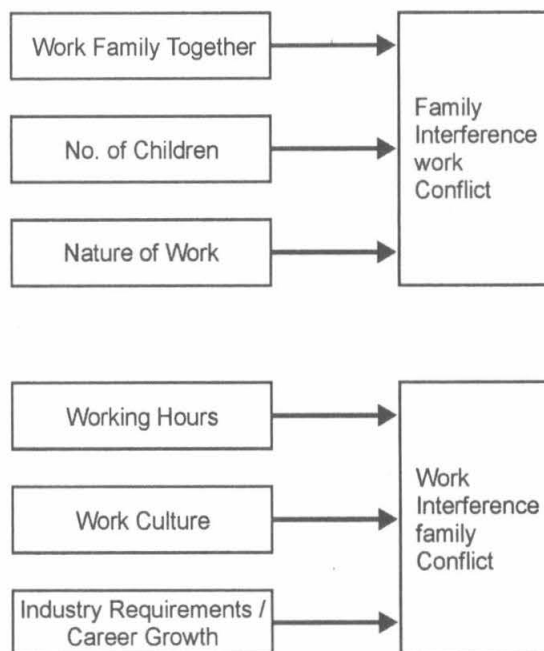 Work Family Together
No. of Children
Nature of Work
Family
Interference
work
Conflict
Working Hours
Work Culture
Industry Requirements /
Career Growth
Work
Interference
family
Conflict